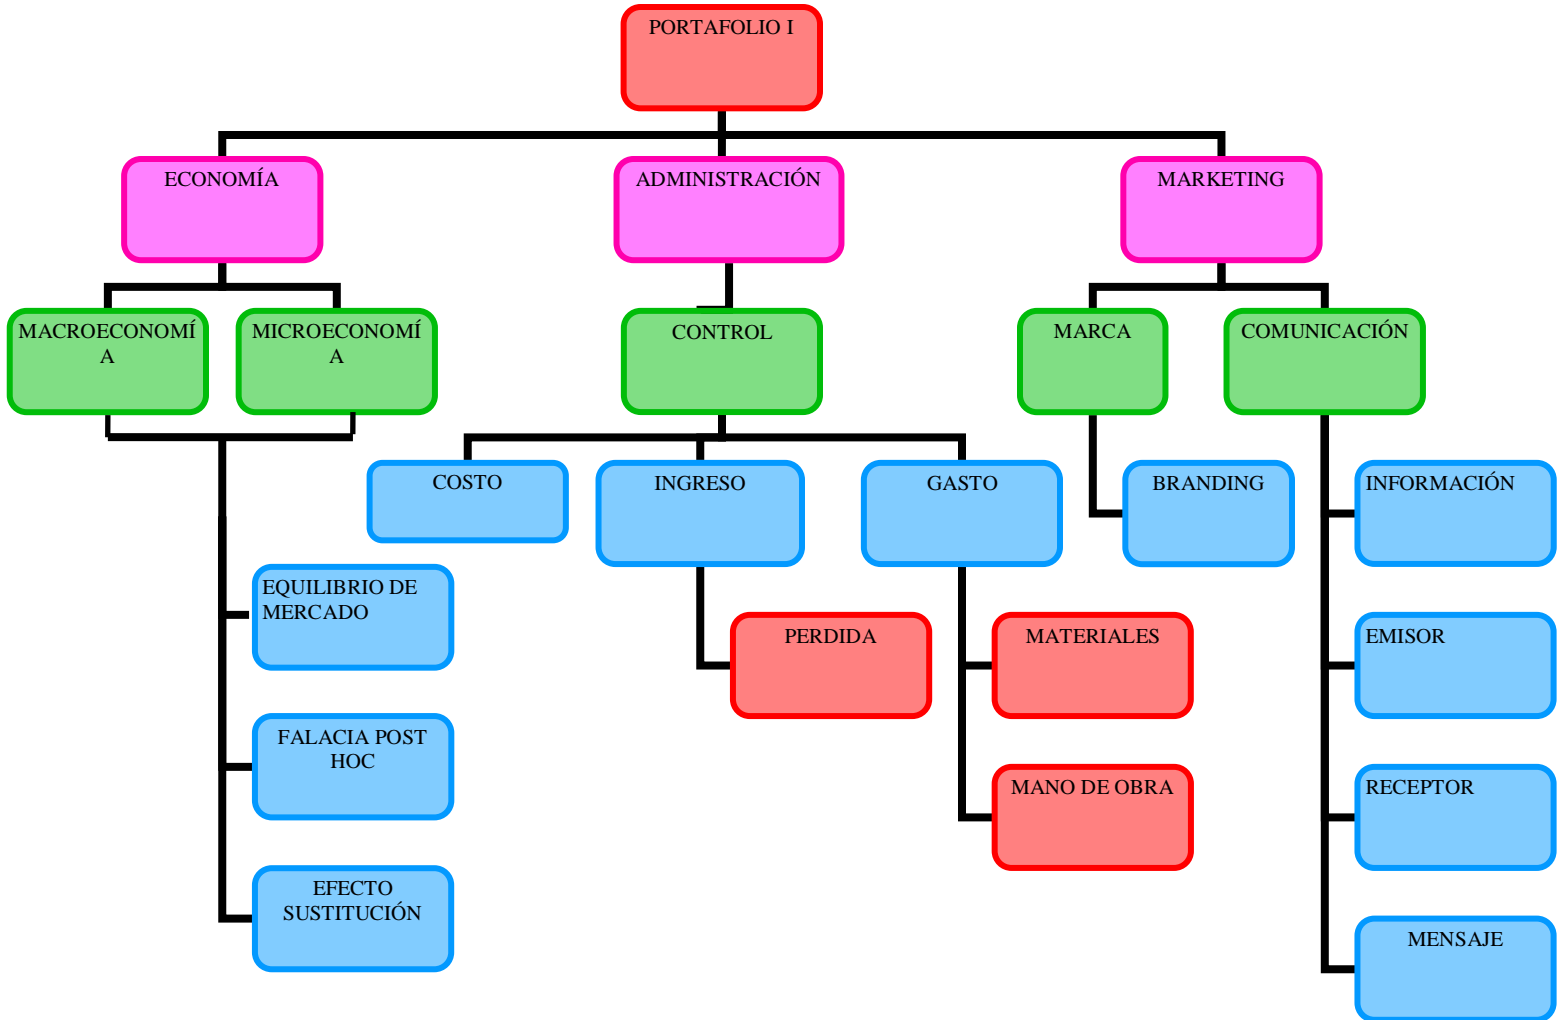 PORTAFOLIO I
ECONOMÍA
ADMINISTRACIÓN
MARKETING
MACROECONOMÍ
A
MICROECONOMÍ
A
CONTROL
MARCA
COMUNICACIÓN
COSTO
INGRESO
GASTO
BRANDING
INFORMACIÓN
EQUILIBRIO DE
MERCADO
PERDIDA
MATERIALES
EMISOR
FALACIA POST
HOC
MANO DE OBRA
RECEPTOR
EFECTO
SUSTITUCIÓN
MENSAJE